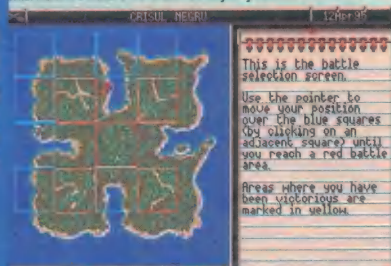 CRISUL NEGRU
12Apr95
This is the battle
selection screen.
Use the pointer to
move your position
over the blue squares
(by clicking on an
adjacent square) until
you reach a red battle
area.
Areas where you have
been victorious are
marked in yellow.